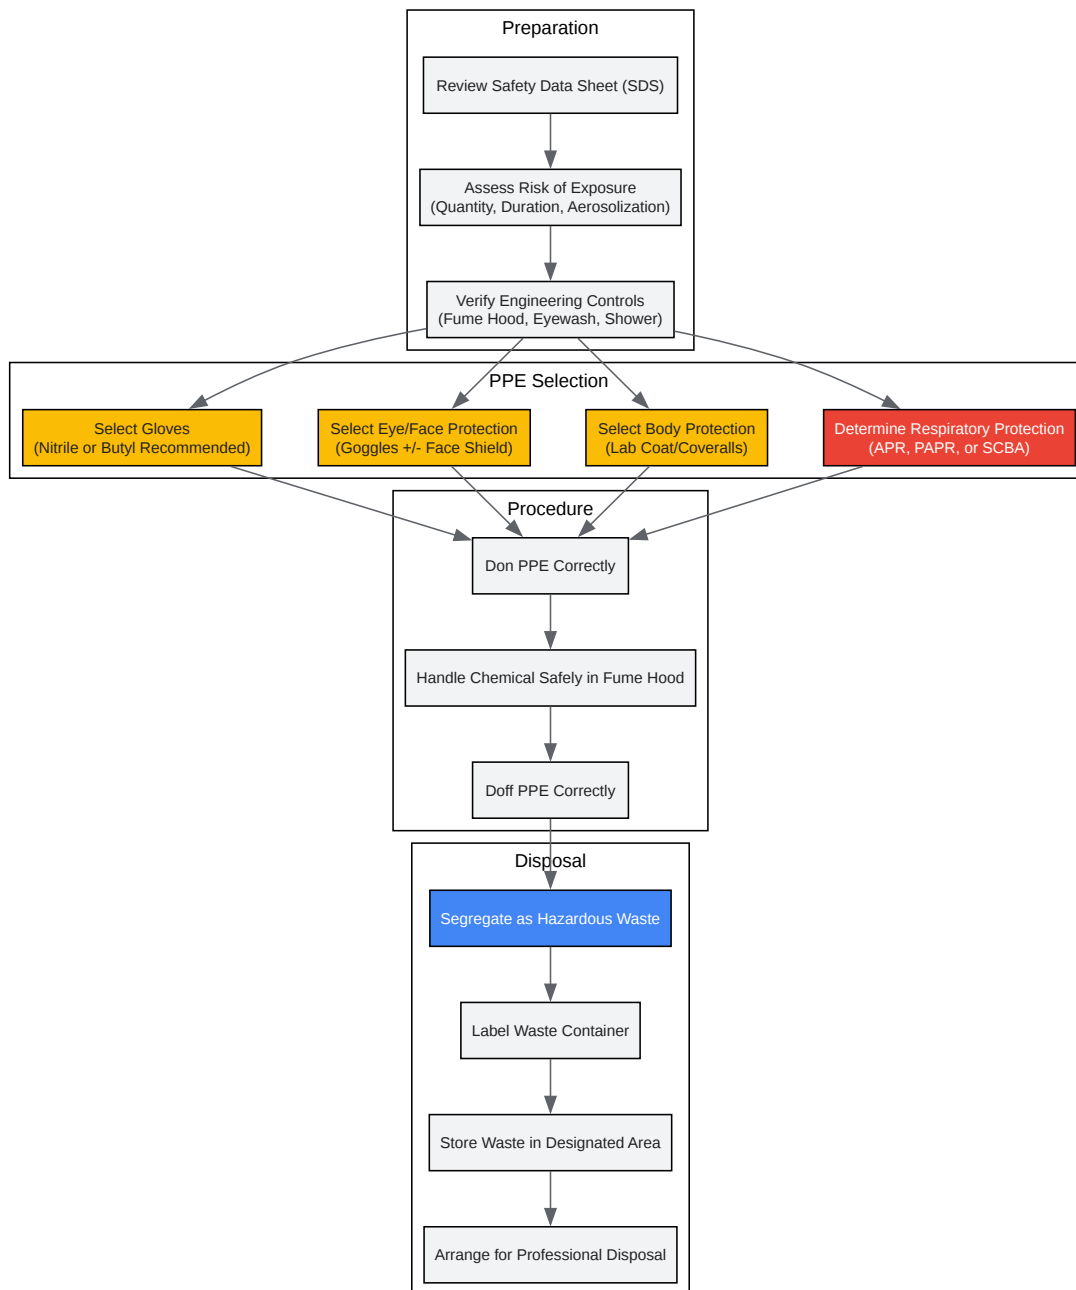 Preparation
Review Safety Data Sheet (SDS)
Assess Risk of Exposure
(Quantity, Duration, Aerosolization)
Verify Engineering Controls
(Fume Hood, Eyewash, Shower)
PPE Selection
Select Gloves
(Nitrile or Butyl Recommended)
Select Eye/Face Protection
(Goggles +/- Face Shield)
Select Body Protection
(Lab Coat/Coveralls)
Determine Respiratory Protection
(APR, PAPR, or SCBA)
Procedure
Don PPE Correctly
Handle Chemical Safely in Fume Hood
Doff PPE Correctly
Disposal
Segregate as Hazardous Waste
Label Waste Container
Store Waste in Designated Area
Arrange for Professional Disposal